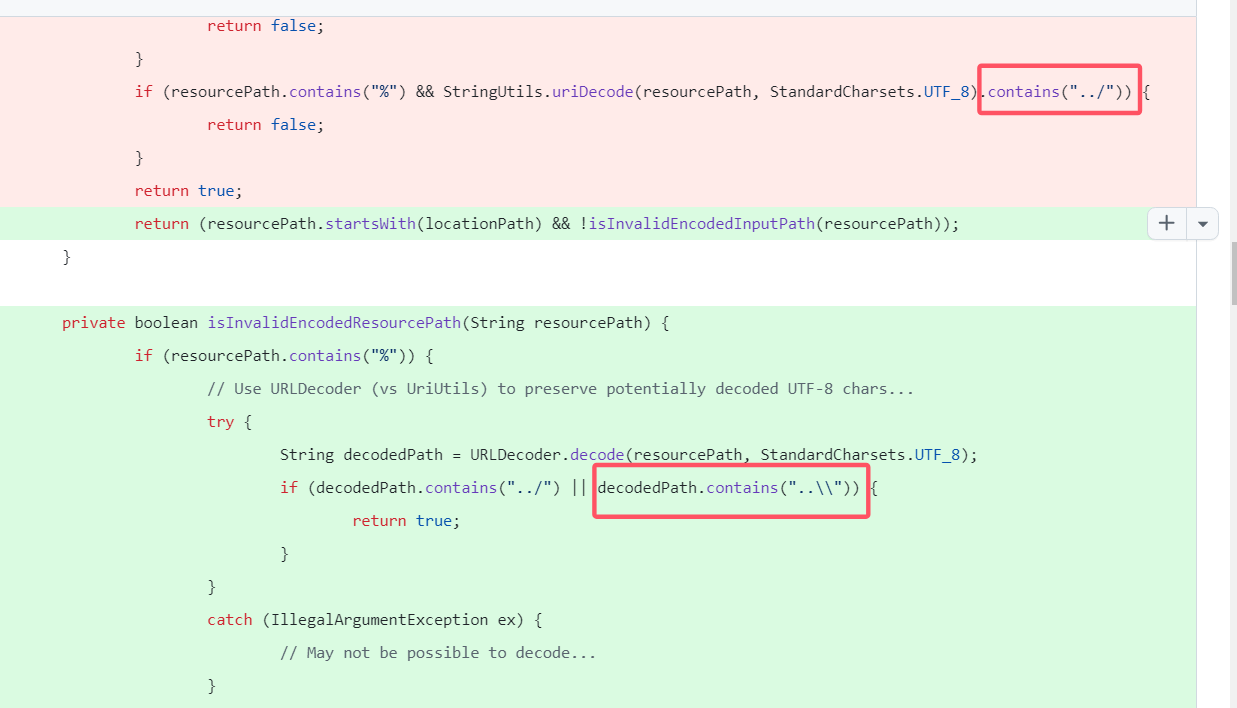 return false;
}
if (resourcePath.contains("%") && StringUtils.uriDecode(resourcePath, StandardCharsets.UTF_8).contains("../")) {
return false;
}
return true;
return (resourcePath.startsWith(locationPath) && !isInvalidEncodedInputPath(resourcePath));
}
private boolean isInvalidEncodedResourcePath(String resourcePath) {
if (resourcePath.contains("%")) {
// Use URLDecoder (vs UriUtils) to preserve potentially decoded UTF-8 chars...
try {
String decodedPath = URLDecoder.decode(resourcePath, StandardCharsets.UTF_8);
if (decodedPath.contains("../") || decodedPath.contains("..\\")) {
return true;
}
}
catch (IllegalArgumentException ex) {
// May not be possible to decode...
}